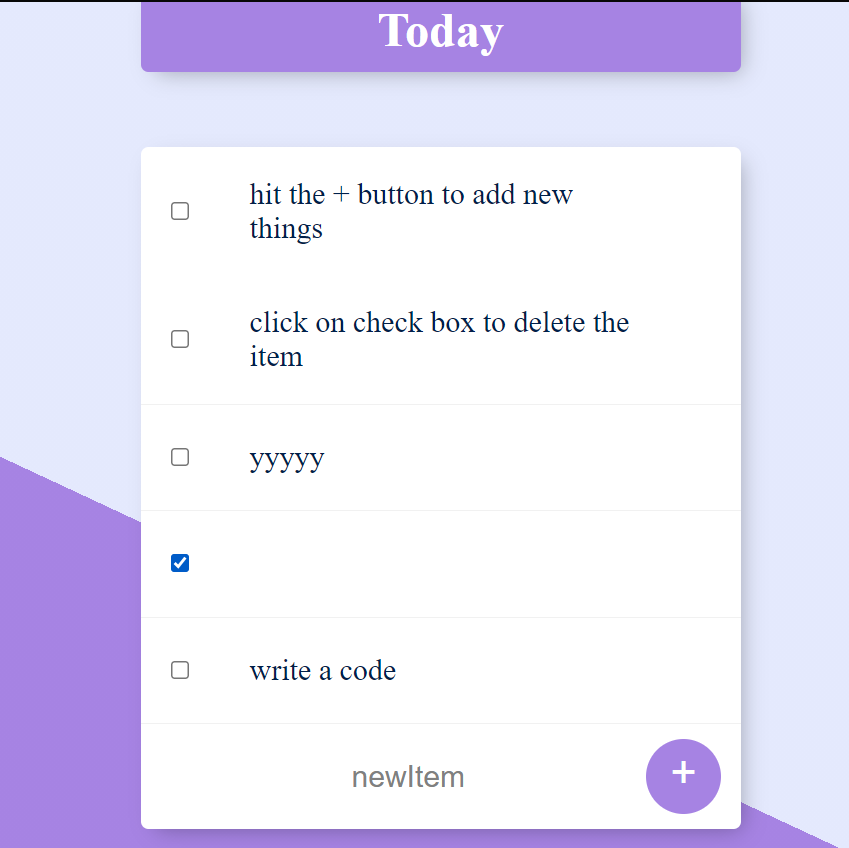 Today
hit the + button to add new
things
click on check box to delete the
item
yyyyy
write a code
newItem
+